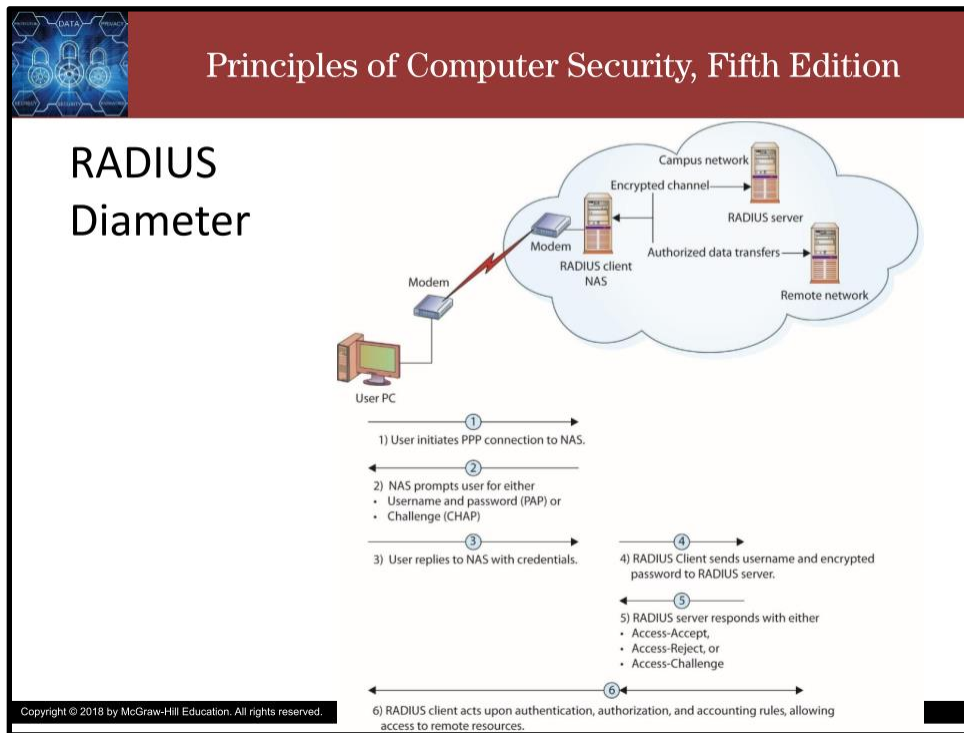 DATA
PRIVACY
SECURITY
Principles of Computer Security, Fifth Edition
RADIUS
Diameter
Campus network
Encrypted channel
RADIUS server
Modem
RADIUS client
NAS
Authorized data transfers
Remote network
Modem
User PC
1
1) User initiates PPP connection to NAS.
2
2) NAS prompts user for either
• Username and password (PAP) or
• Challenge (CHAP)
3
3) User replies to NAS with credentials.
4
4) RADIUS Client sends username and encrypted
password to RADIUS server.
5
5) RADIUS server responds with either
• Access-Accept,
• Access-Reject, or
• Access-Challenge
6
6) RADIUS client acts upon authentication, authorization, and accounting rules, allowing
access to remote resources.
Copyright © 2018 by McGraw-Hill Education. All rights reserved.